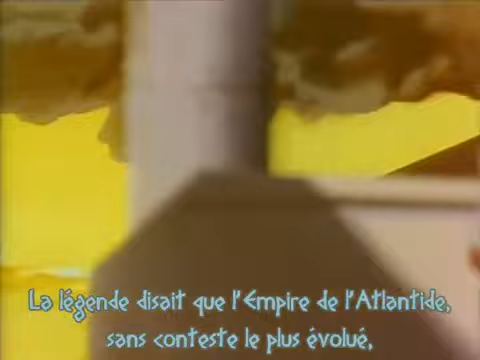 La légende disait que l'Empire de l'Atlantide,
sans conteste le plus évolué,